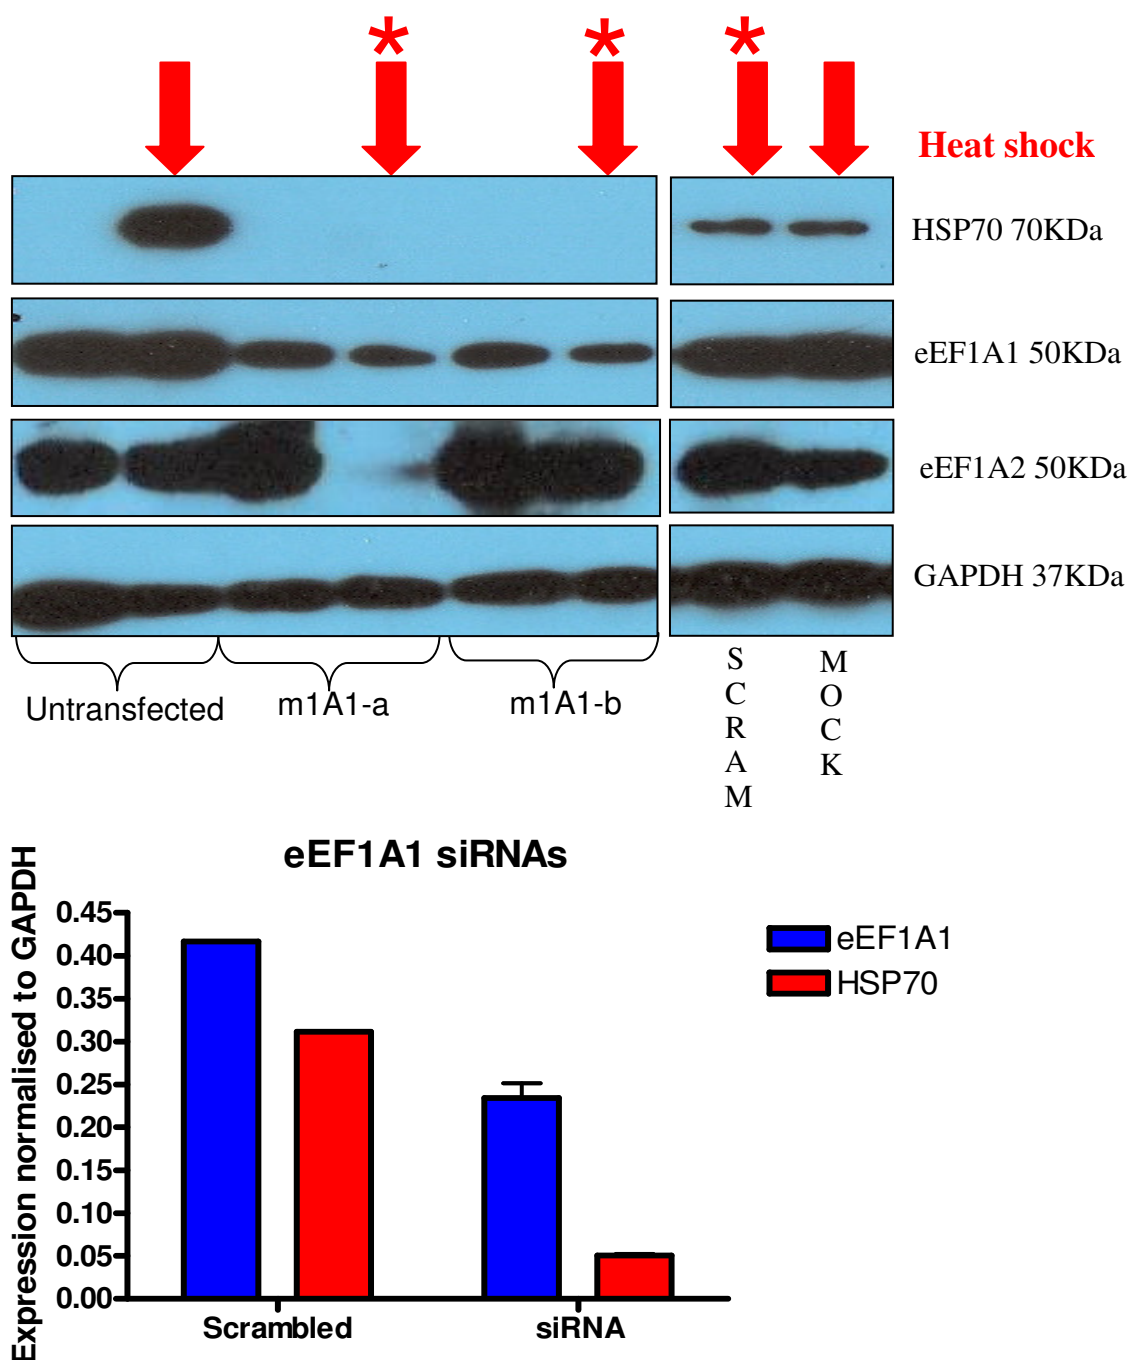 * * *
Heat shock
HSP70 70KDa
eEF1A1 50KDa
eEF1A2 50KDa
GAPDH 37KDa
Untransfected
m1A1-a
m1A1-b
SCRAM
MOCK
eEF1A1 siRNAs
Expression normalised to GAPDH
0.45
0.40
0.35
0.30
0.25
0.20
0.15
0.10
0.05
0.00
Scrambled
siRNA
eEF1A1
HSP70